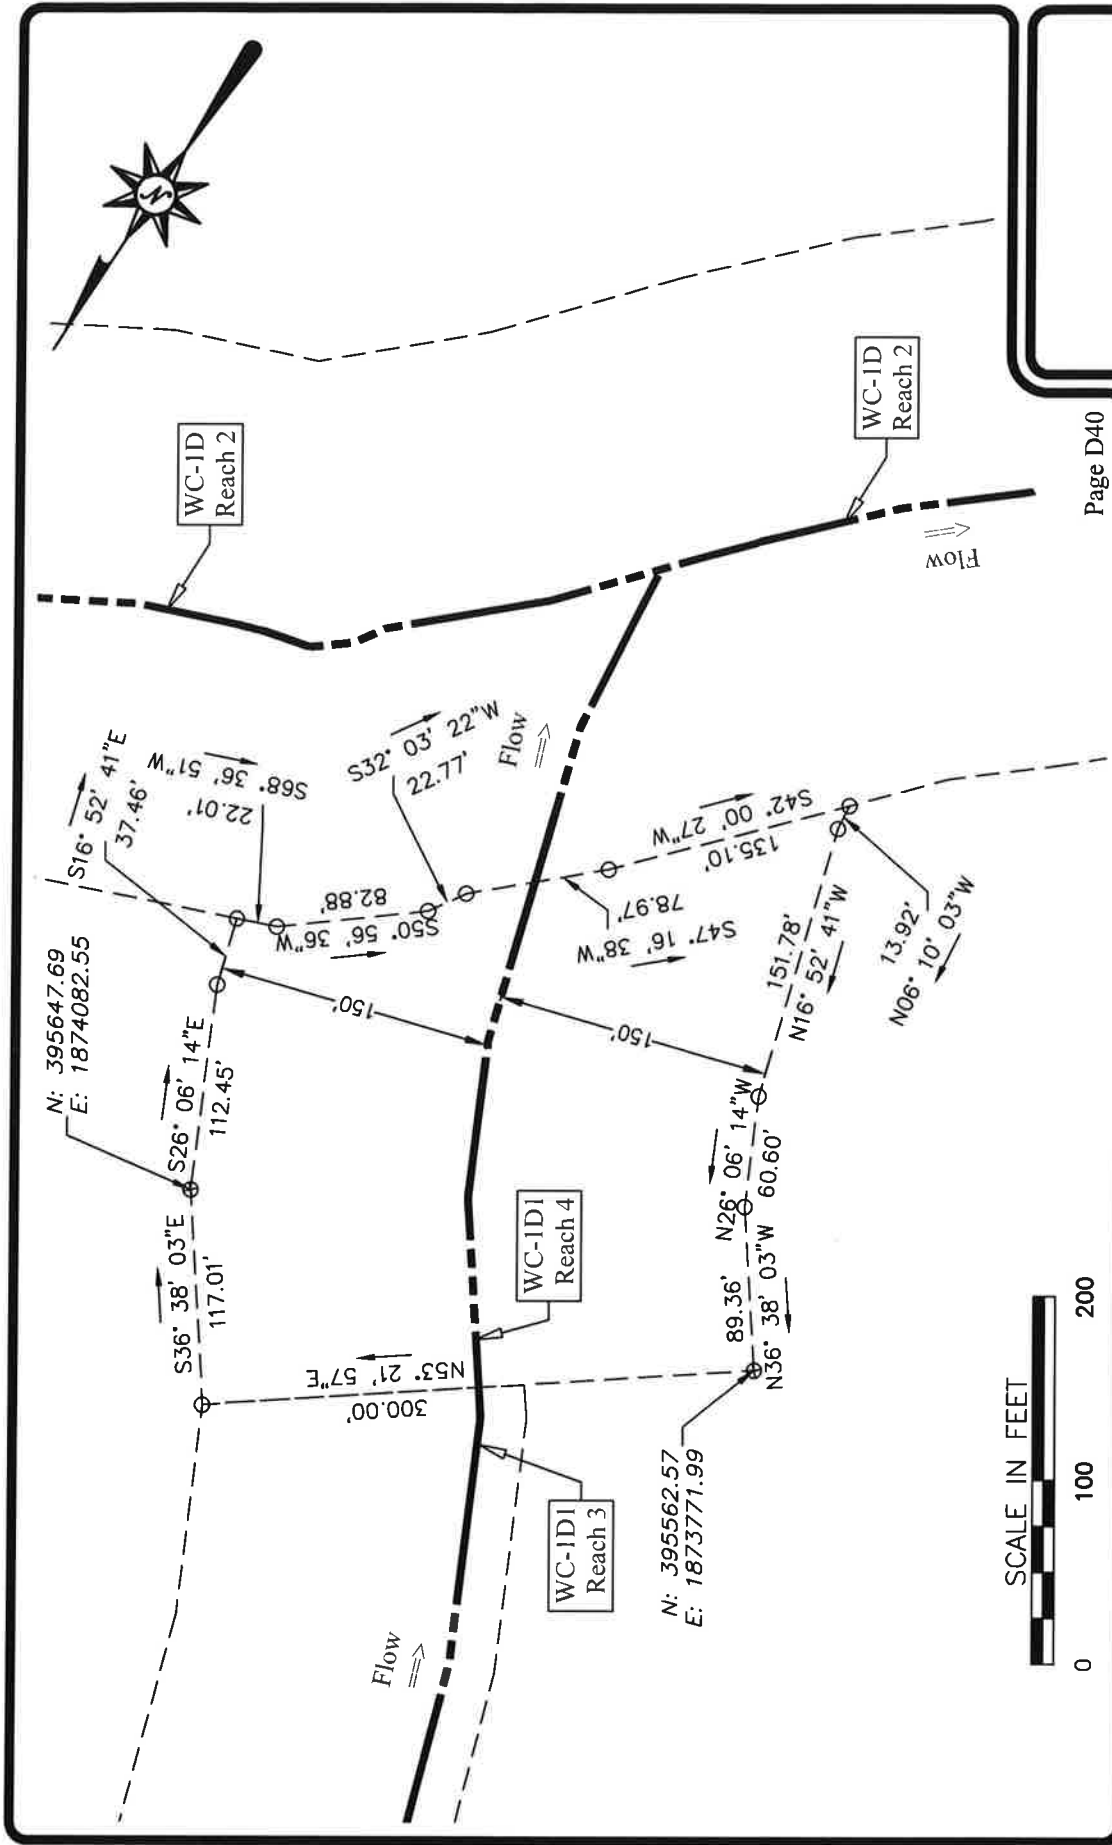 N
WC-1D
Reach 2
WC-1D
Reach 2
Flow
Page D40
S16° 52' 41"E
37.46'
S68° 36' 51"W
22.01'
S32° 03' 22"W
22.77'
Flow
N: 395647.69
E: 1874082.55
S26° 06' 14"E
112.45'
S36° 38' 03"E
117.01'
82.88'
S50° 56' 36"W
150'
150'
78.97'
S47° 16' 38"W
S42° 00' 27"W
135.10'
13.92'
N06° 10' 03"W
151.78'
N16° 52' 41"W
N26° 06' 14"W
60.60'
89.36'
N36° 38' 03"W
N53° 21' 57"E
300.00'
WC-1D1
Reach 4
WC-1D1
Reach 3
N: 395562.57
E: 1873771.99
Flow
SCALE IN FEET
0 100 200